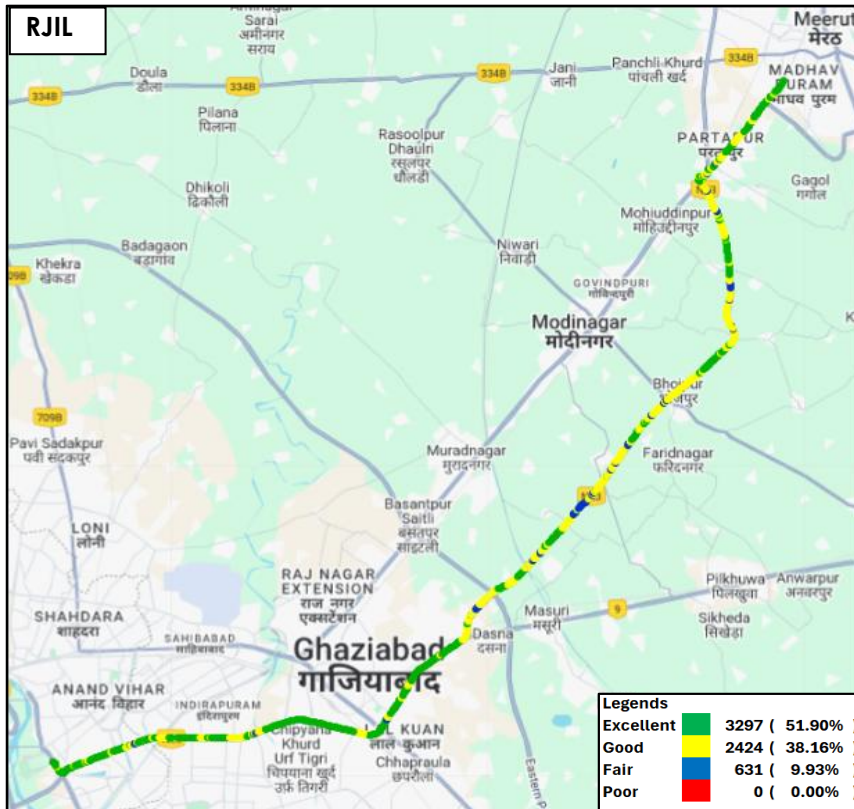 RJIL
Sarai
अमीनगर
सराय
Meerut
मेरठ
Doula
डौला
Jani
जानी
Panchli Khurd
पांचली खुर्द
334B
334B
334B
MADHAV
PURAM
माधव पुरम
Pilana
पिलाना
Rasoolpur
Dhaulri
रसूलपुर
धौलड़ी
PARTAPUR
परतापुर
Gagol
गगोल
Dhikoli
ढिकौली
Mohiuddinpur
मोहिउद्दीनपुर
Badagaon
बड़ागांव
Niwari
निवाड़ी
Khekra
खेकड़ा
709B
GOVINDPURI
गोविन्दपुरी
Modinagar
मोदीनगर
Bhojpur
भोजपुर
709B
Pavi Sadakpur
पवी सदकपुर
Muradnagar
मुरादनगर
Faridnagar
फरिदनगर
Basantpur
Saitli
बसंतपुर
साइटली
LONI
लोनी
RAJ NAGAR
EXTENSION
राज नगर
एक्सटेंशन
Pilkhuwa
पिलखुवा
Anwarpur
अनवरपुर
SHAHDARA
शाहदरा
Masuri
मसूरी
9
Sikheda
सिखेड़ा
SAHIBABAD
साहिबाबाद
Ghaziabad
गाजियाबाद
Dasna
दसना
ANAND VIHAR
आनंद विहार
INDIRAPURAM
इंदिरापुरम
LAL KUAN
लाल कुआन
Chipyana
Khurd
Urf Tigri
चिपयाना खुर्द
उर्फ़ तिगरी
Chhapraula
छपरौला
Eastern P
Legends
Excellent 3297 ( 51.90% )
Good 2424 ( 38.16% )
Fair 631 ( 9.93% )
Poor 0 ( 0.00% )